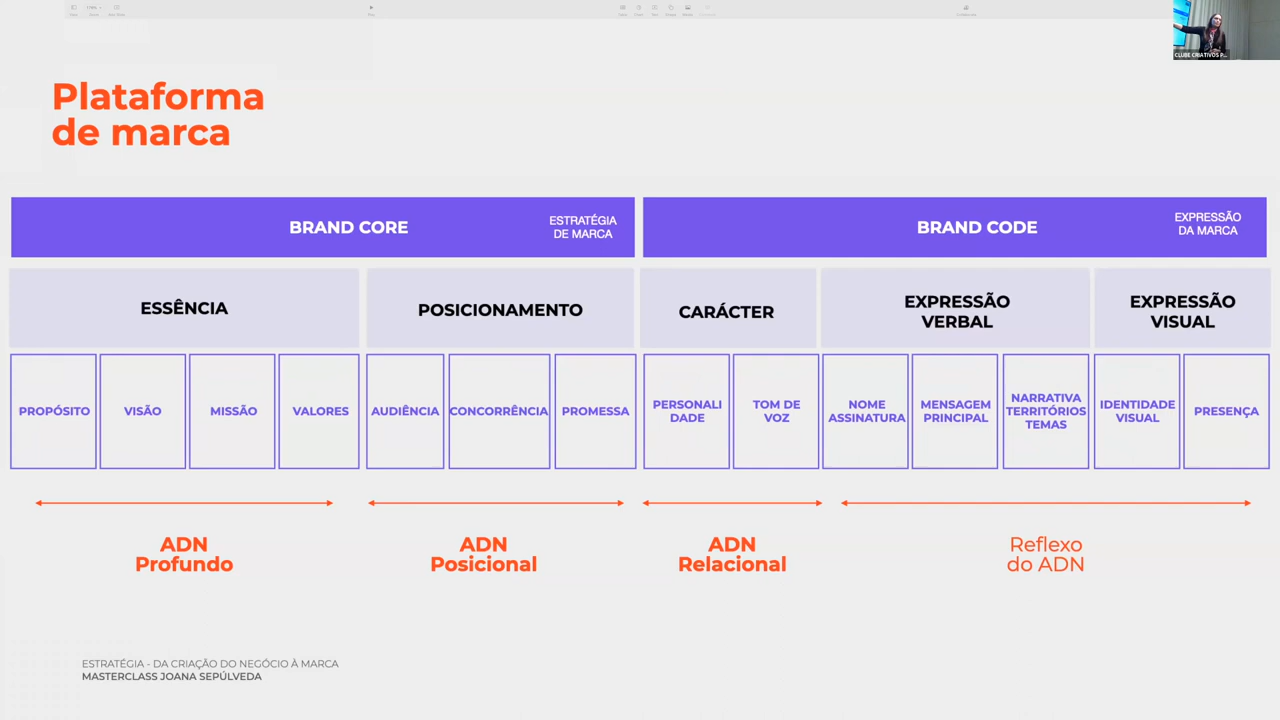 CLUBE CRIATIVOS P...
Plataforma
de marca
BRAND CORE
ESTRATÉGIA
DE MARCA
BRAND CODE
EXPRESSÃO
DA MARCA
ESSÊNCIA
POSICIONAMENTO
CARÁCTER
EXPRESSÃO
VERBAL
EXPRESSÃO
VISUAL
PROPÓSITO
VISÃO
MISSÃO
VALORES
AUDIÊNCIA
CONCORRÊNCIA
PROMESSA
PERSONALI
DADE
TOM DE
VOZ
NOME
ASSINATURA
MENSAGEM
PRINCIPAL
NARRATIVA
TERRITÓRIOS
TEMAS
IDENTIDADE
VISUAL
PRESENÇA
ADN
Profundo
ADN
Posicional
ADN
Relacional
Reflexo
do ADN
ESTRATÉGIA - DA CRIAÇÃO DO NEGÓCIO À MARCA
MASTERCLASS JOANA SEPÚLVEDA